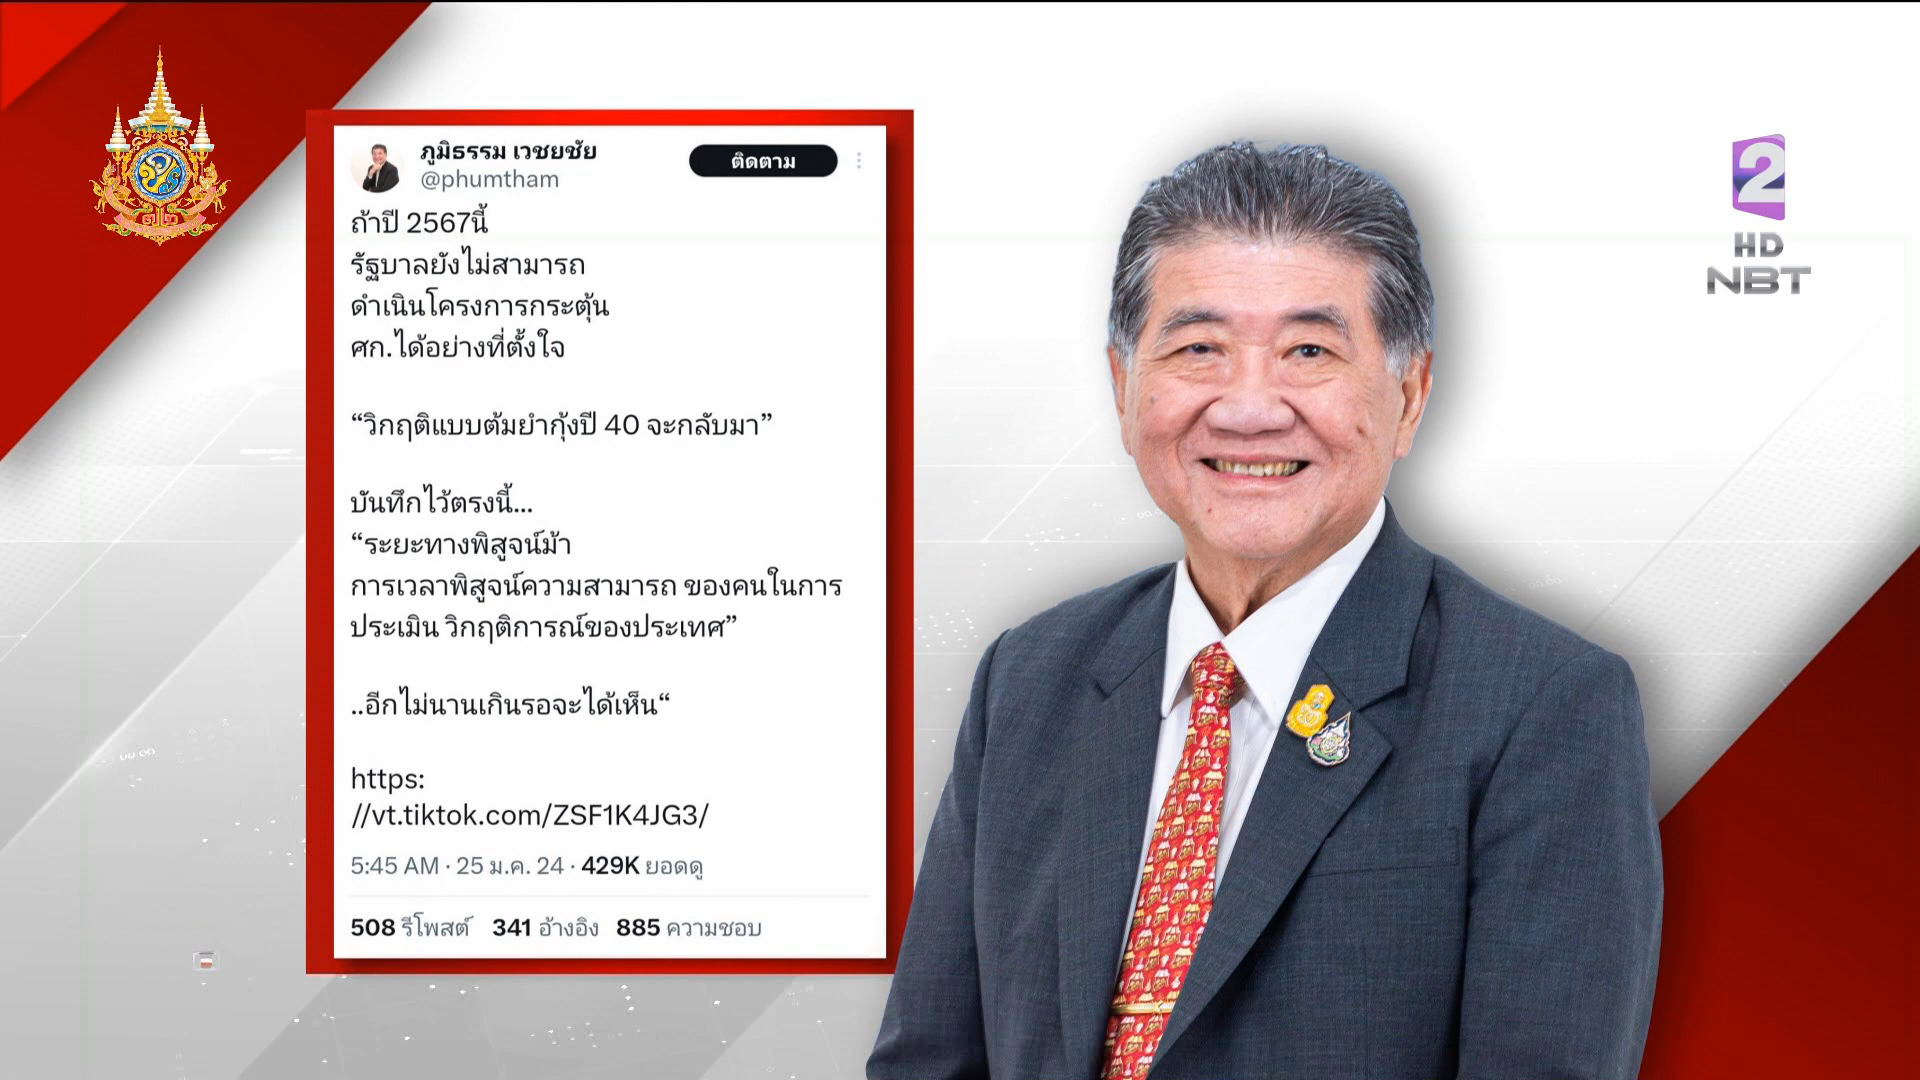 ภูมิธรรม เวชยชัย
@phumtham
ติดตาม
ถ้าปี 2567นี้
รัฐบาลยังไม่สามารถ
ดำเนินโครงการกระตุ้น
ศก.ได้อย่างที่ตั้งใจ
“วิกฤติแบบต้มยำกุ้งปี 40 จะกลับมา”
บันทึกไว้ตรงนี้...
“ระยะทางพิสูจน์ม้า
การเวลาพิสูจน์ความสามารถ ของคนในการ
ประเมิน วิกฤติการณ์ของประเทศ”
..อีกไม่นานเกินรอจะได้เห็น“
https:
//vt.tiktok.com/ZSF1K4JG3/
5:45 AM · 25 ม.ค. 24 · 429K ยอดดู
508 รีโพสต์ 341 อ้างอิง 885 ความชอบ
2
HD
NBT
๗๒